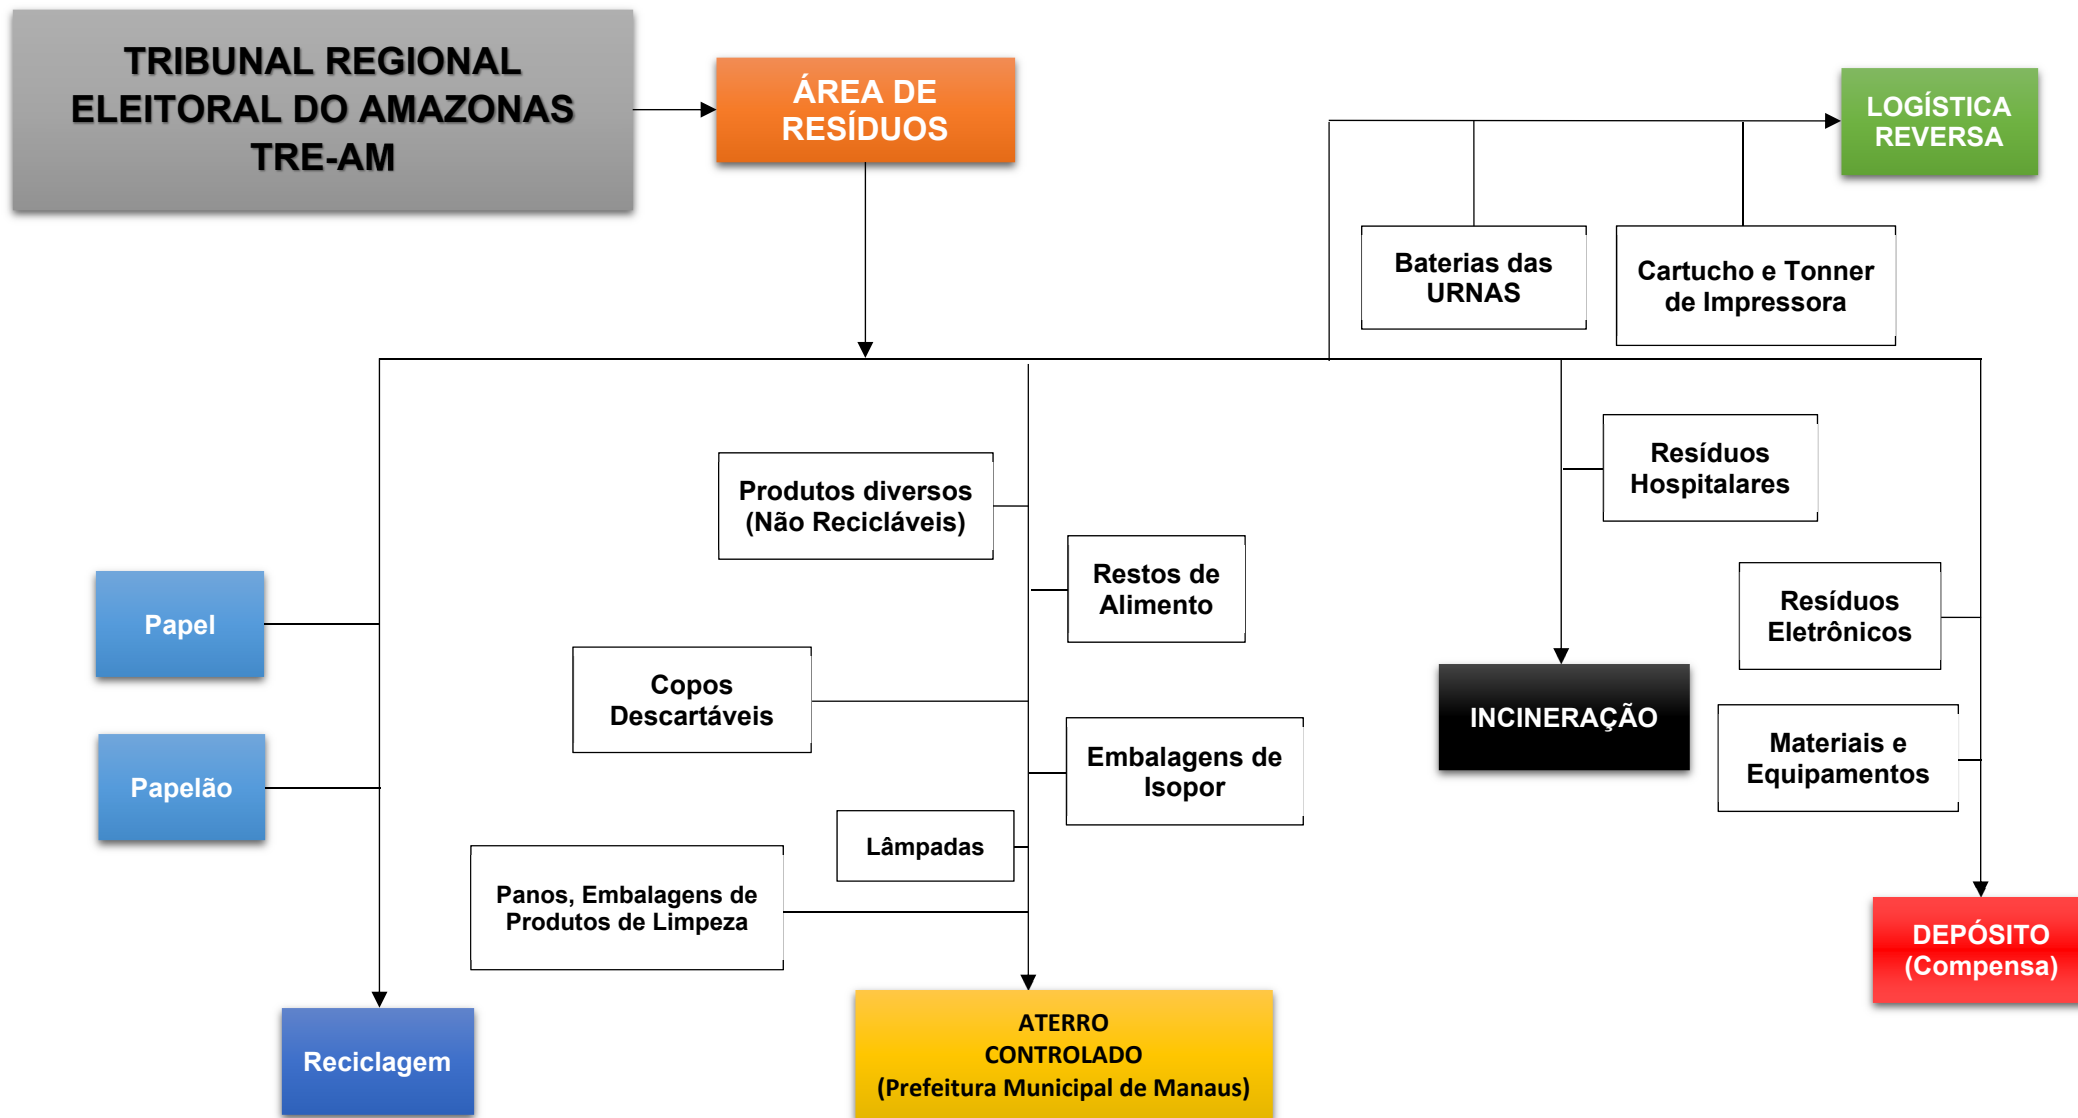 TRIBUNAL REGIONAL
ELEITORAL DO AMAZONAS
TRE-AM
ÁREA DE
RESÍDUOS
LOGÍSTICA
REVERSA
Baterias das
URNAS
Cartucho e Tonner
de Impressora
Resíduos
Hospitalares
Produtos diversos
(Não Recicláveis)
Restos de
Alimento
Papel
Resíduos
Eletrônicos
Copos
Descartáveis
INCINERAÇÃO
Embalagens de
Isopor
Materiais e
Equipamentos
Papelão
Lâmpadas
Panos, Embalagens de
Produtos de Limpeza
DEPÓSITO
(Compensa)
Reciclagem
ATERRO
CONTROLADO
(Prefeitura Municipal de Manaus)